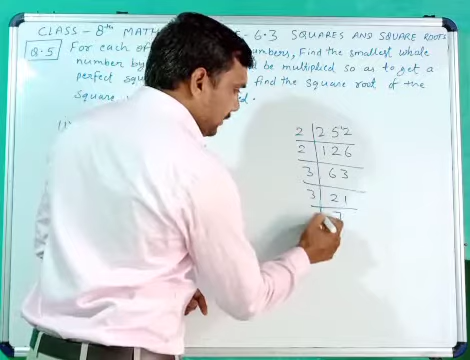 CLASS - 8th MATH - 6.3 SQUARES AND SQUARE ROOTS
Q.5 For each of numbers, Find the smallest whole
number by be multiplied so as to get a
perfect find the square root of the
square
2 252
2 126
3 63
3 21
7